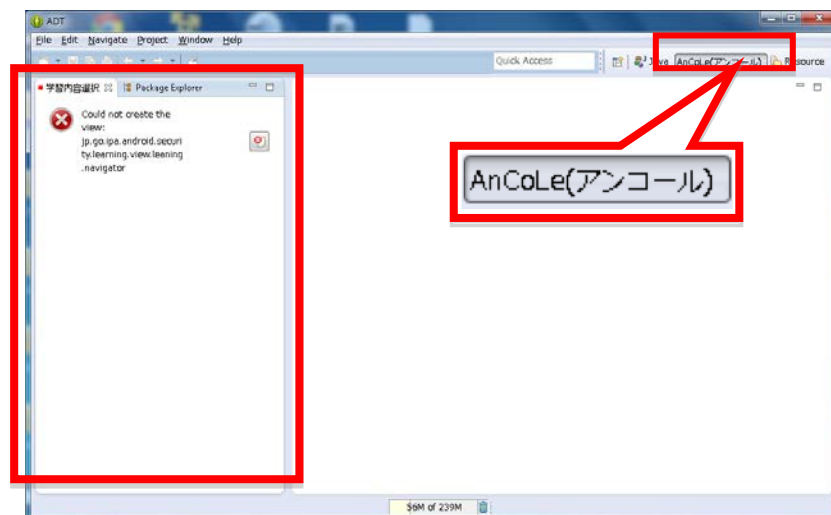 ADT
File Edit Navigate Project Window Help
Quick Access
Java AnCoLe(アンコール) Resource
学習内容選択 Package Explorer
Could not create the
view:
jp.go.ipa.android.securi
ty.learning.view.leaning
.navigator
AnCoLe(アンコール)
56M of 239M